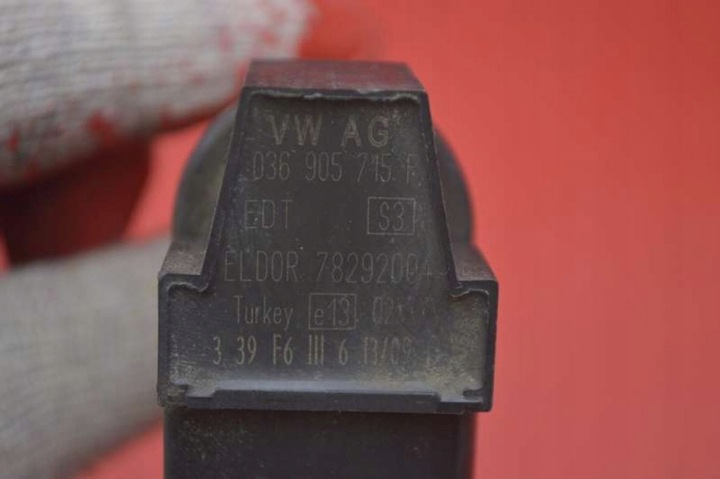 VW AG
036 905 715 F
EDT S3
ELDOR 78292004
Turkey e13
3 39 F6 III 6